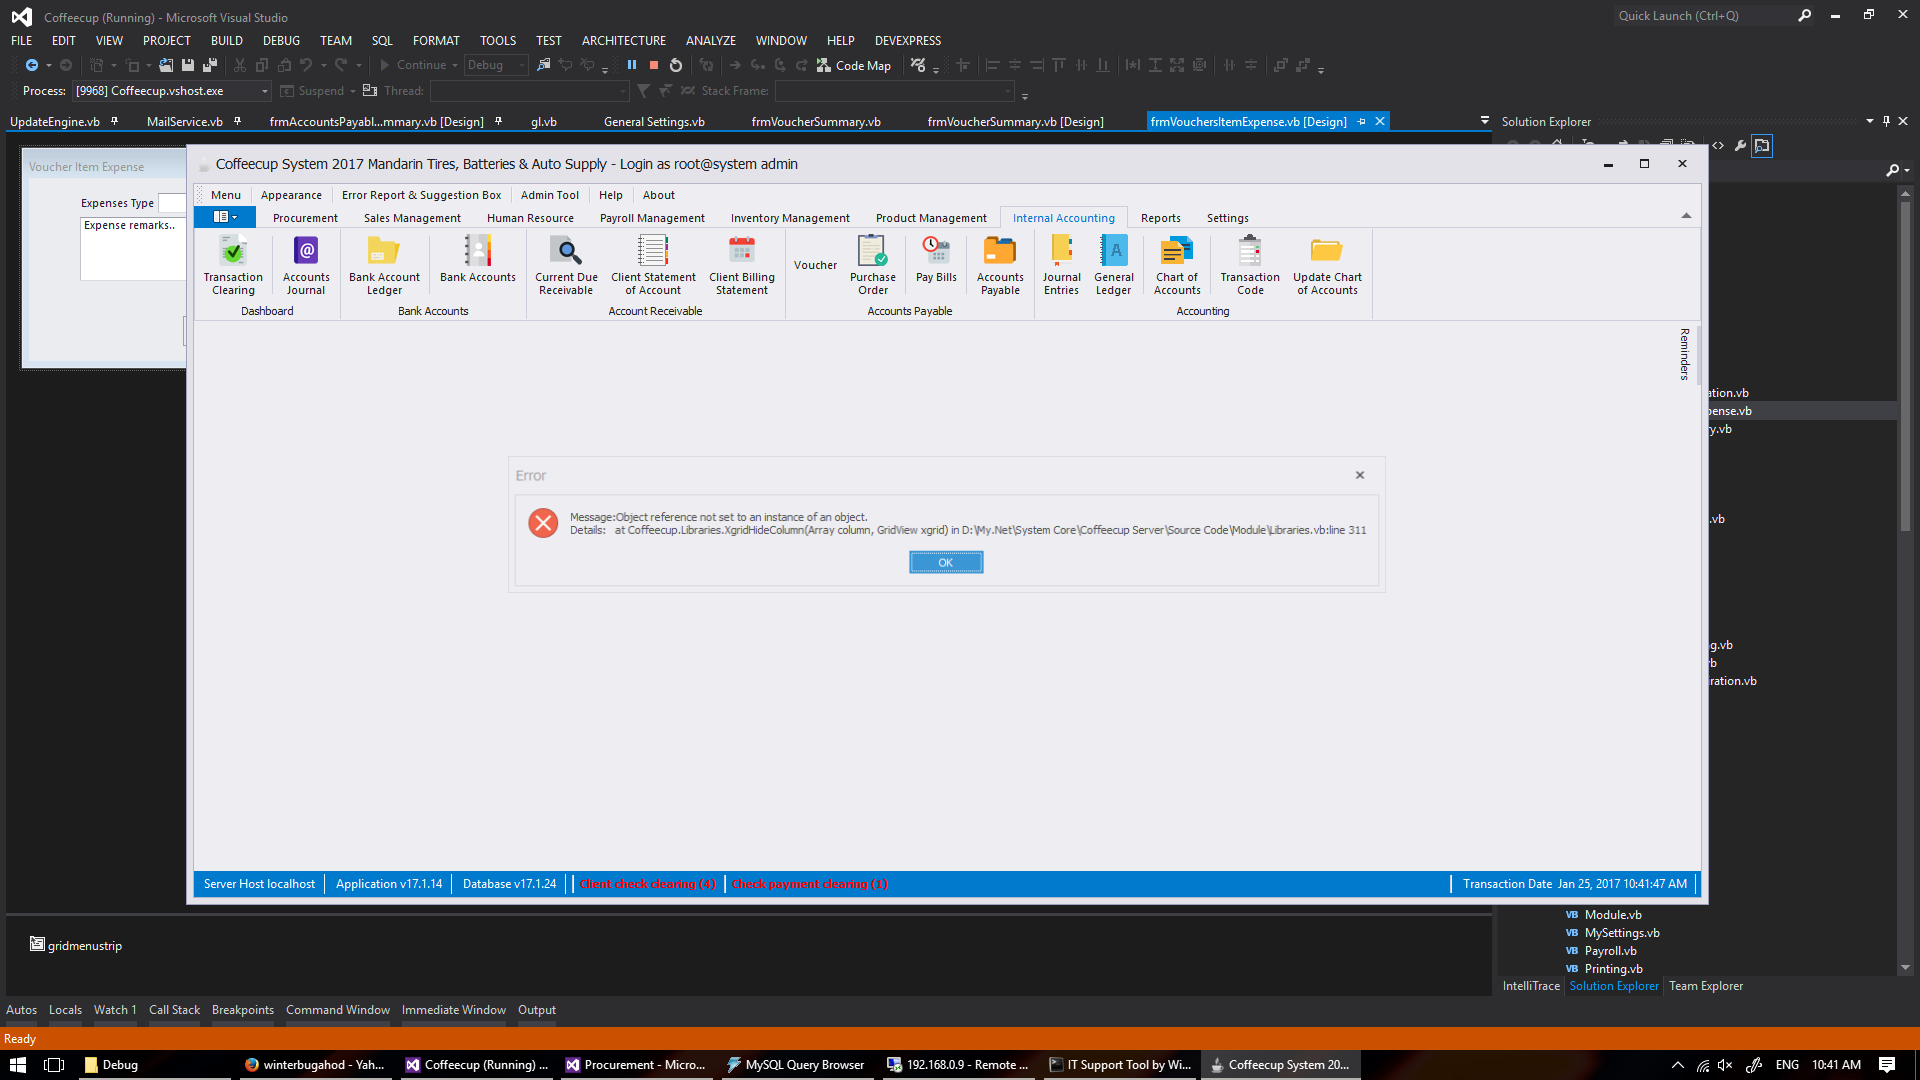 Coffeecup (Running) - Microsoft Visual Studio
Quick Launch (Ctrl+Q)
FILE EDIT VIEW PROJECT BUILD DEBUG TEAM SQL FORMAT TOOLS TEST ARCHITECTURE ANALYZE WINDOW HELP DEVEXPRESS
Continue Debug Code Map
Process: [9968] Coffeecup.vshost.exe Suspend Thread: Stack Frame:
UpdateEngine.vb MailService.vb frmAccountsPayabl...mmary.vb [Design] gl.vb General Settings.vb frmVoucherSummary.vb frmVoucherSummary.vb [Design] frmVouchersItemExpense.vb [Design] Solution Explorer
Voucher Item Expense
Expenses Type
Expense remarks..
Coffeecup System 2017 Mandarin Tires, Batteries & Auto Supply - Login as root@system admin
Menu Appearance Error Report & Suggestion Box Admin Tool Help About
Procurement Sales Management Human Resource Payroll Management Inventory Management Product Management Internal Accounting Reports Settings
Transaction Clearing
Accounts Journal
Dashboard
Bank Account Ledger
Bank Accounts
Bank Accounts
Current Due Receivable
Client Statement of Account
Client Billing Statement
Account Receivable
Voucher
Purchase Order
Pay Bills
Accounts Payable
Accounts Payable
Journal Entries
General Ledger
Chart of Accounts
Transaction Code
Update Chart of Accounts
Accounting
Reminders
Error
Message:Object reference not set to an instance of an object.
Details: at Coffeecup.Libraries.XgridHideColumn(Array column, GridView xgrid) in D:\My.Net\System Core\Coffeecup Server\Source Code\Module\Libraries.vb:line 311
OK
ation.vb
pense.vb
ry.vb
.vb
g.vb
vb
iration.vb
Server Host localhost Application v17.1.14 Database v17.1.24 Client check clearing (4) Check payment clearing (1) Transaction Date Jan 25, 2017 10:41:47 AM
VB Module.vb
VB MySettings.vb
VB Payroll.vb
VB Printing.vb
gridmenustrip
IntelliTrace Solution Explorer Team Explorer
Autos Locals Watch 1 Call Stack Breakpoints Command Window Immediate Window Output
Ready
Debug winterbugahod - Yah... Coffeecup (Running) ... Procurement - Micro... MySQL Query Browser 192.168.0.9 - Remote ... IT Support Tool by Wi... Coffeecup System 20... ENG 10:41 AM